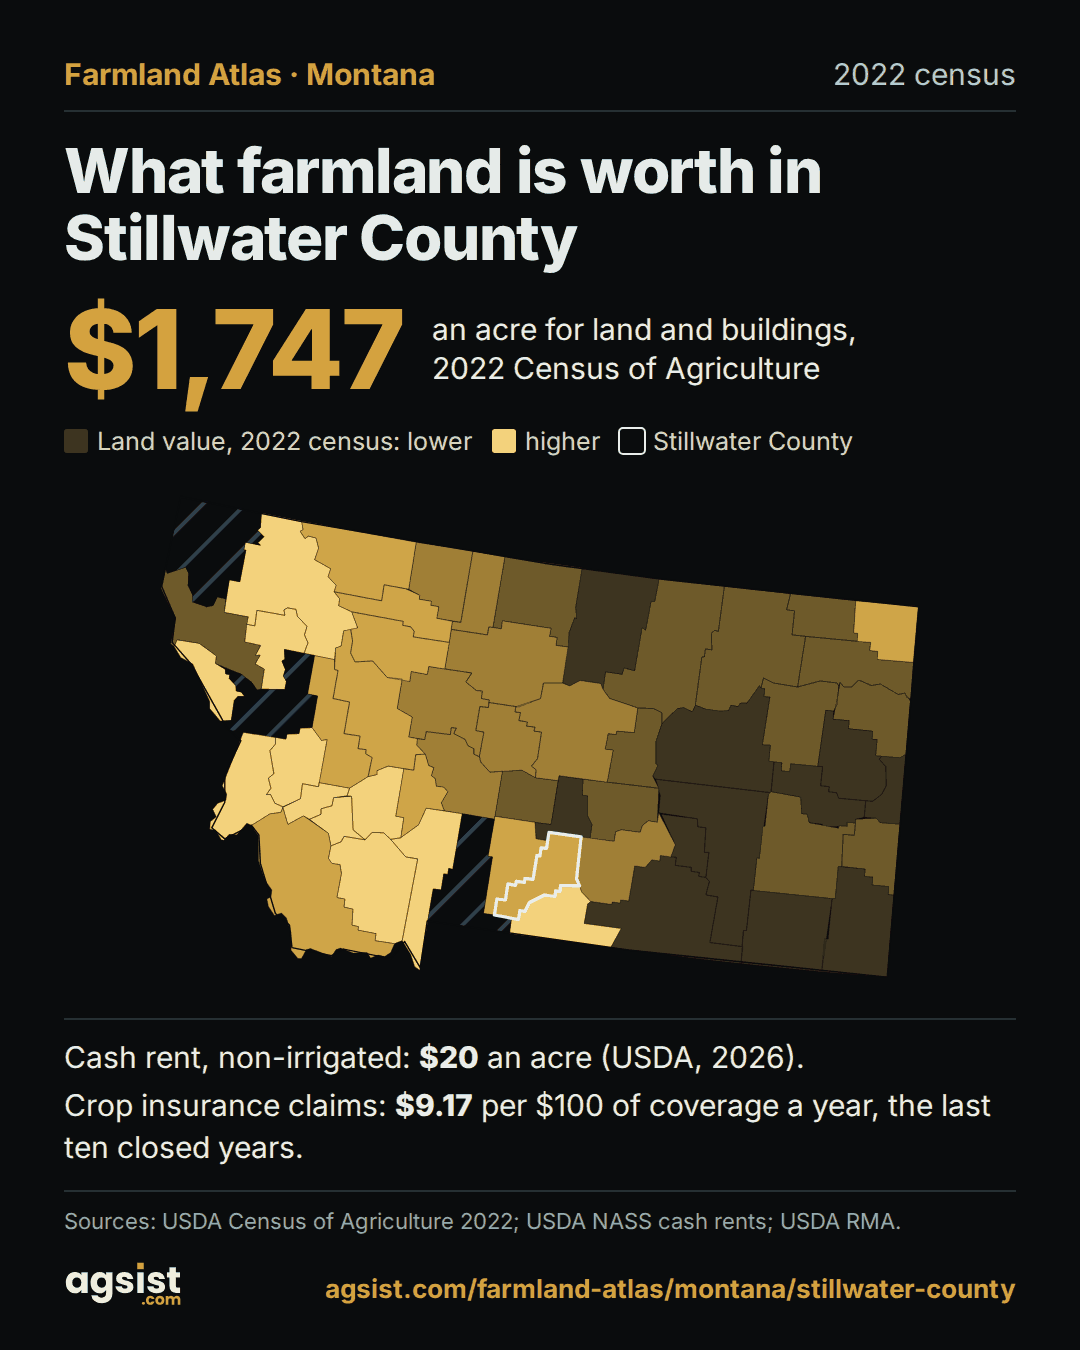 Farmland Atlas · Montana
2022 census
What farmland is worth in
Stillwater County
$1,747
an acre for land and buildings,
2022 Census of Agriculture
Land value, 2022 census: lower
higher
Stillwater County
Cash rent, non-irrigated: $20 an acre (USDA, 2026).
Crop insurance claims: $9.17 per $100 of coverage a year, the last
ten closed years.
Sources: USDA Census of Agriculture 2022; USDA NASS cash rents; USDA RMA.
agsist
.com
agsist.com/farmland-atlas/montana/stillwater-county